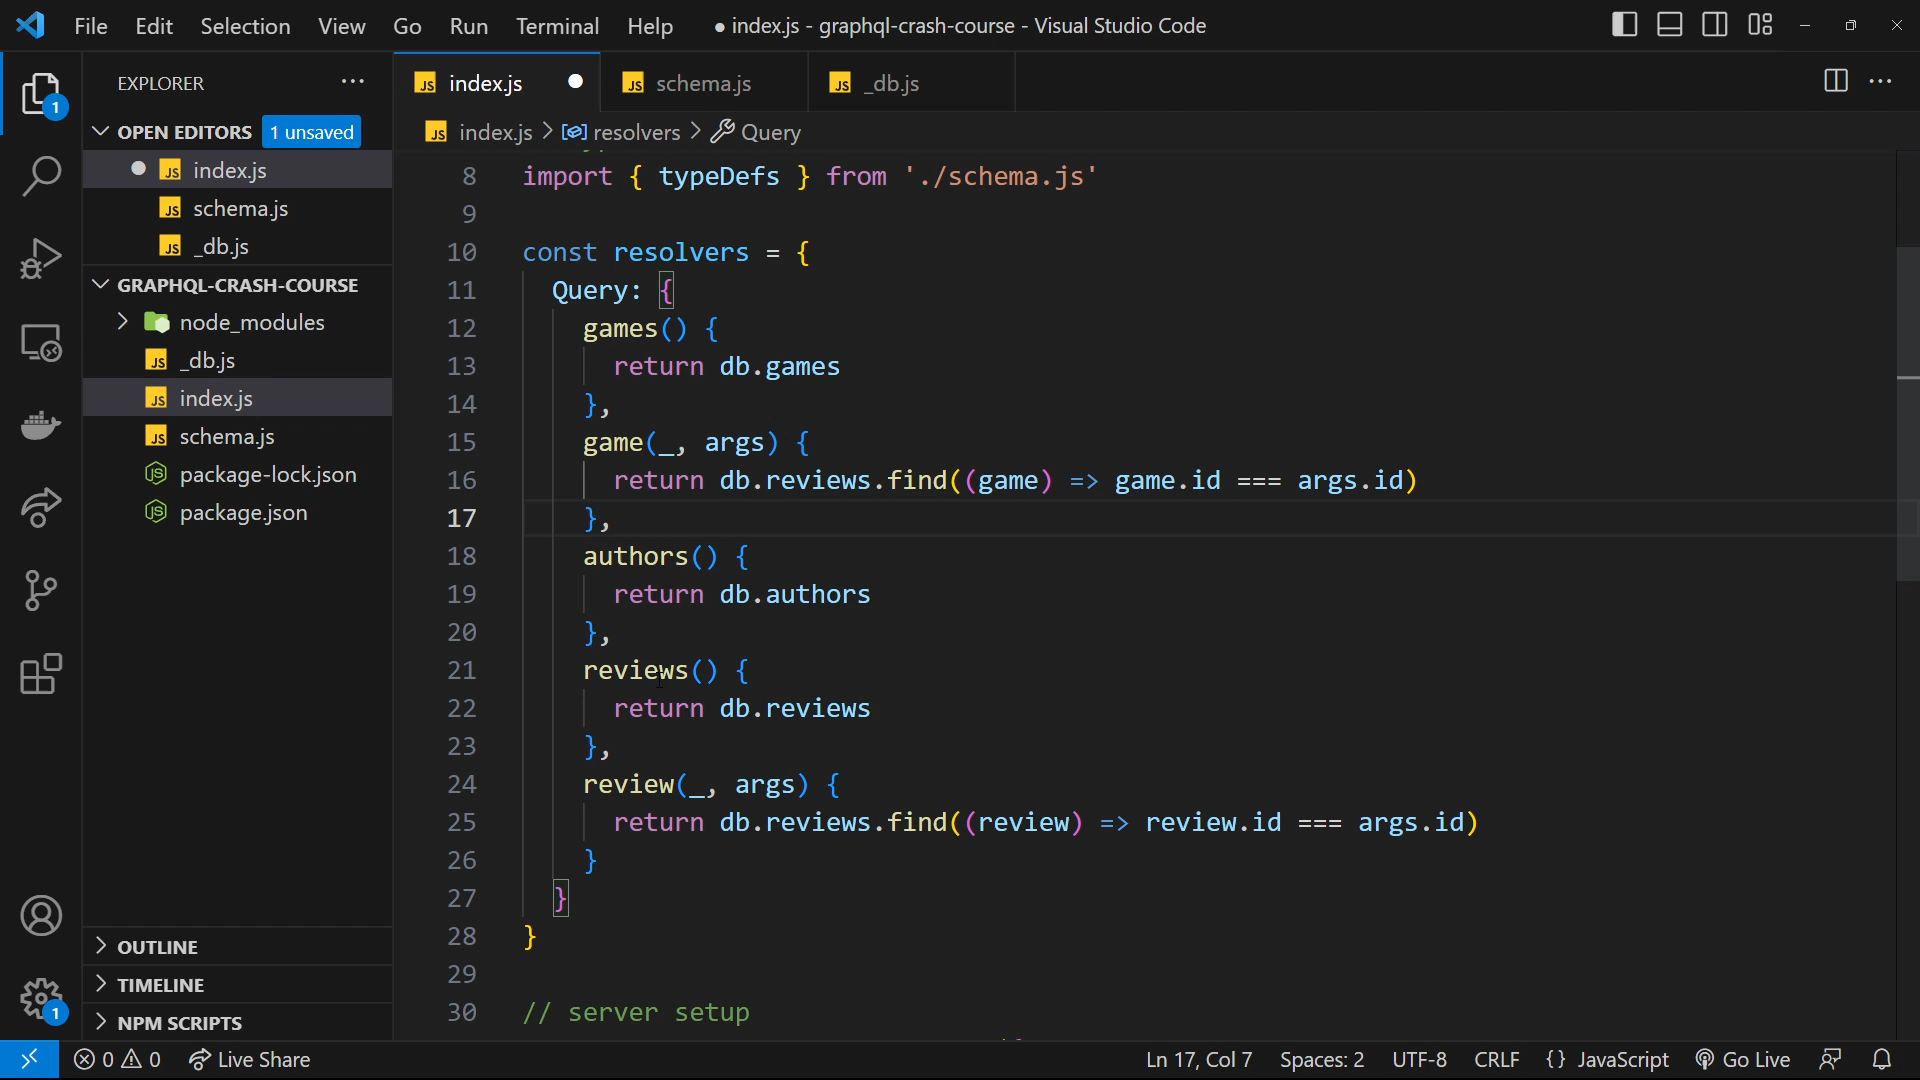 File Edit Selection View Go Run Terminal Help ● index.js - graphql-crash-course - Visual Studio Code
EXPLORER ...
JS index.js ●
JS schema.js
JS _db.js
1
OPEN EDITORS 1 unsaved
JS index.js > resolvers > Query
● JS index.js
JS schema.js
JS _db.js
GRAPHQL-CRASH-COURSE
node_modules
JS _db.js
JS index.js
JS schema.js
package-lock.json
package.json
OUTLINE
TIMELINE
NPM SCRIPTS
1
8 import { typeDefs } from './schema.js'
9
10 const resolvers = {
11 Query: {
12 games() {
13 return db.games
14 },
15 game(_, args) {
16 return db.reviews.find((game) => game.id === args.id)
17 },
18 authors() {
19 return db.authors
20 },
21 reviews() {
22 return db.reviews
23 },
24 review(_, args) {
25 return db.reviews.find((review) => review.id === args.id)
26 }
27 }
28 }
29
30 // server setup
0 0 Live Share Ln 17, Col 7 Spaces: 2 UTF-8 CRLF {} JavaScript Go Live